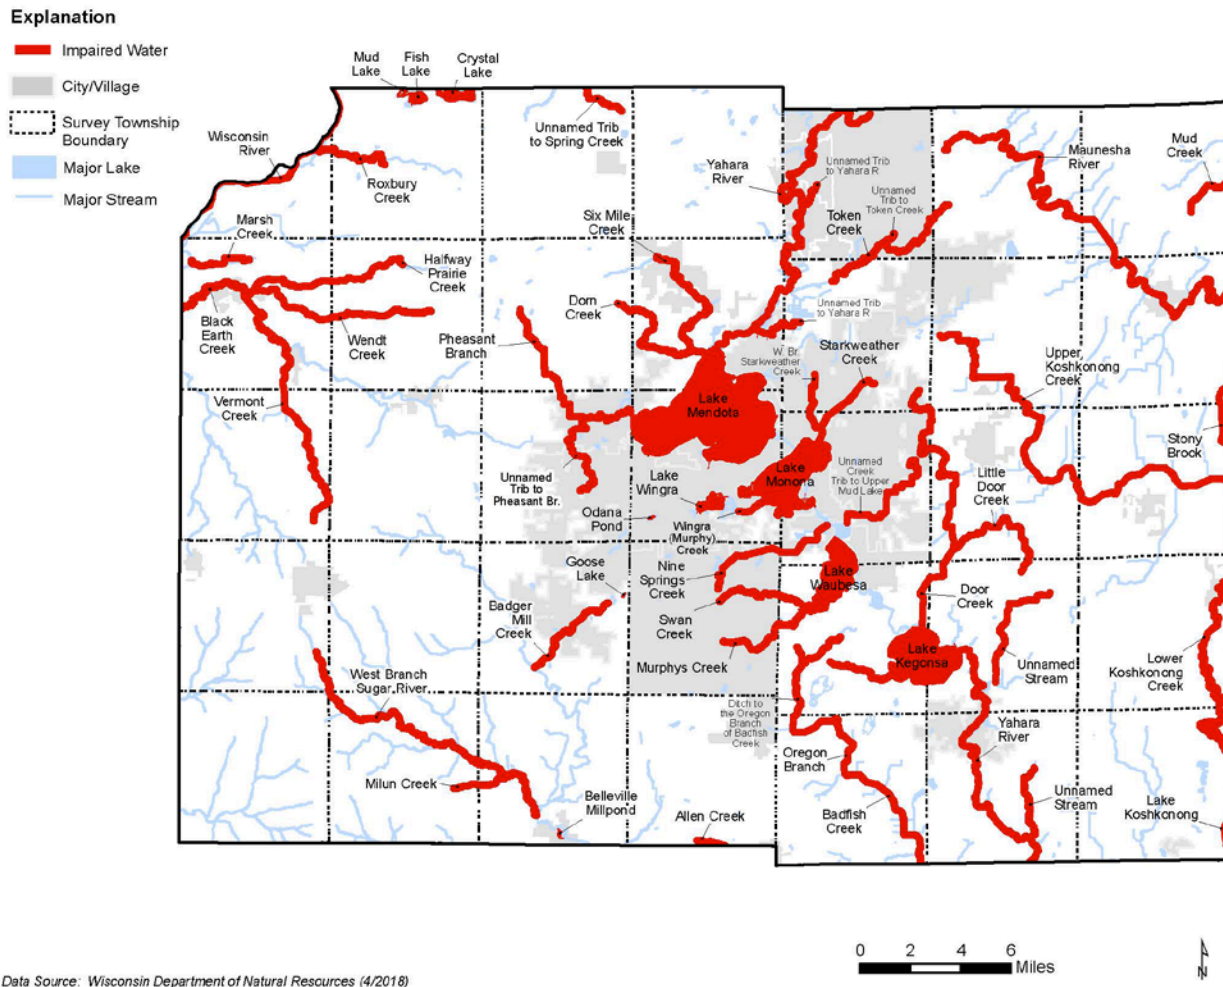 Explanation
Impaired Water
City/Village
Survey Township
Boundary
Major Lake
Major Stream
Mud
Lake
Fish
Lake
Crystal
Lake
Unnamed Trib
to Spring Creek
Wisconsin
River
Roxbury
Creek
Yahara
River
Unnamed Trib
to Yahara R
Unnamed
Trib to
Token Creek
Token
Creek
Maunesha
River
Mud
Creek
Marsh
Creek
Halfway
Prairie
Creek
Six Mile
Creek
Dorn
Creek
Black
Earth
Creek
Wendt
Creek
Pheasant
Branch
Unnamed Trib
to Yahara R
W. Br.
Starkweather
Creek
Starkweather
Creek
Upper
Koshkonong
Creek
Vermont
Creek
Lake
Mendota
Stony
Brook
Unnamed
Trib to
Pheasant Br.
Lake
Wingra
Lake
Monona
Unnamed
Creek
Trib to Upper
Mud Lake
Little
Door
Creek
Odana
Pond
Wingra
(Murphy)
Creek
Goose
Lake
Nine
Springs
Creek
Lake
Waubesa
Door
Creek
Badger
Mill
Creek
Swan
Creek
Murphys Creek
Lake
Kegonsa
Unnamed
Stream
Lower
Koshkonong
Creek
West Branch
Sugar River
Ditch to
the Oregon
Branch
of Badfish
Creek
Oregon
Branch
Yahara
River
Milun Creek
Belleville
Millpond
Allen Creek
Badfish
Creek
Unnamed
Stream
Lake
Koshkonong
0 2 4 6
Miles
N
Data Source: Wisconsin Department of Natural Resources (4/2018)